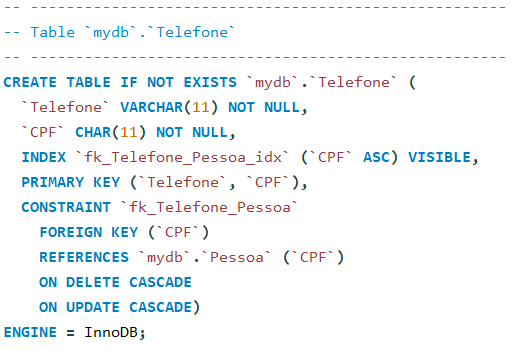 -- -----------------------------------------------------
-- Table `mydb`.`Telefone`
-- -----------------------------------------------------
CREATE TABLE IF NOT EXISTS `mydb`.`Telefone` (
  `Telefone` VARCHAR(11) NOT NULL,
  `CPF` CHAR(11) NOT NULL,
  INDEX `fk_Telefone_Pessoa_idx` (`CPF` ASC) VISIBLE,
  PRIMARY KEY (`Telefone`, `CPF`),
  CONSTRAINT `fk_Telefone_Pessoa`
    FOREIGN KEY (`CPF`)
    REFERENCES `mydb`.`Pessoa` (`CPF`)
    ON DELETE CASCADE
    ON UPDATE CASCADE)
ENGINE = InnoDB;